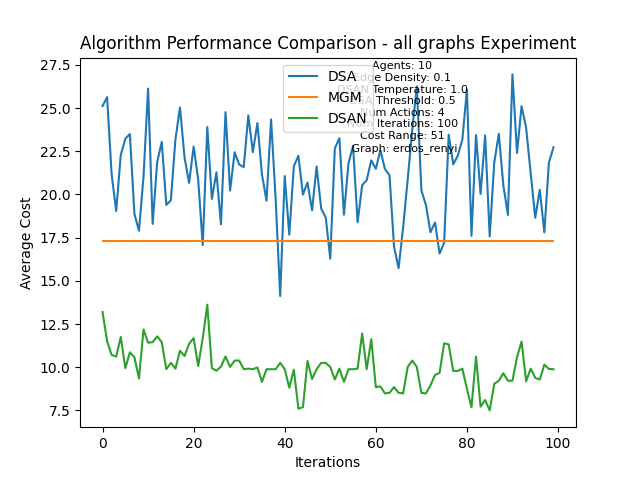 Algorithm Performance Comparison - all graphs Experiment
Average Cost
27.5
25.0
22.5
20.0
17.5
15.0
12.5
10.0
7.5
DSA
MGM
DSAN
Agents: 10
Edge Density: 0.1
DSAN Temperature: 1.0
DSA Threshold: 0.5
Num Actions: 4
Num Iterations: 100
Cost Range: 51
Graph: erdos_renyi
0
20
40
60
80
100
Iterations